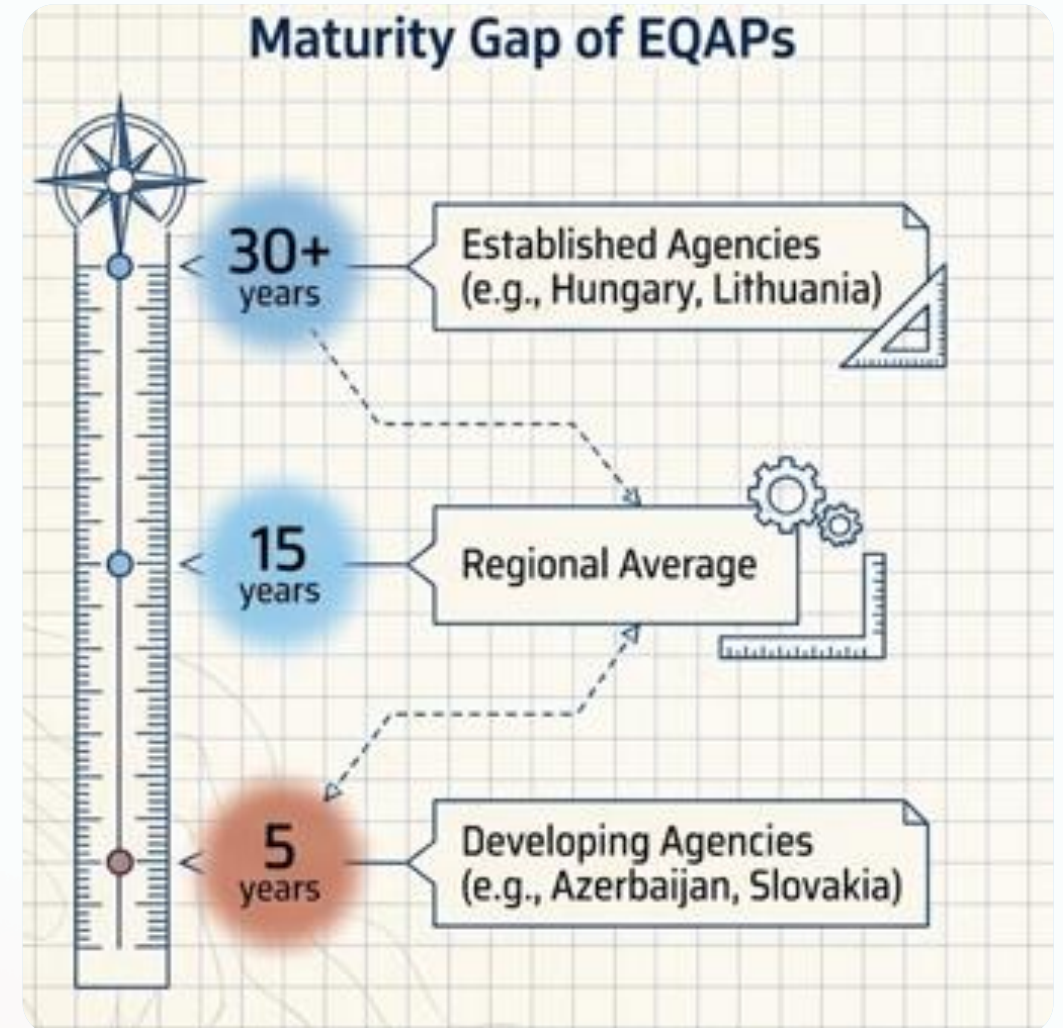 Maturity Gap of EQAPs
30+
years
Established Agencies
(e.g., Hungary, Lithuania)
15
years
Regional Average
5
years
Developing Agencies
(e.g., Azerbaijan, Slovakia)